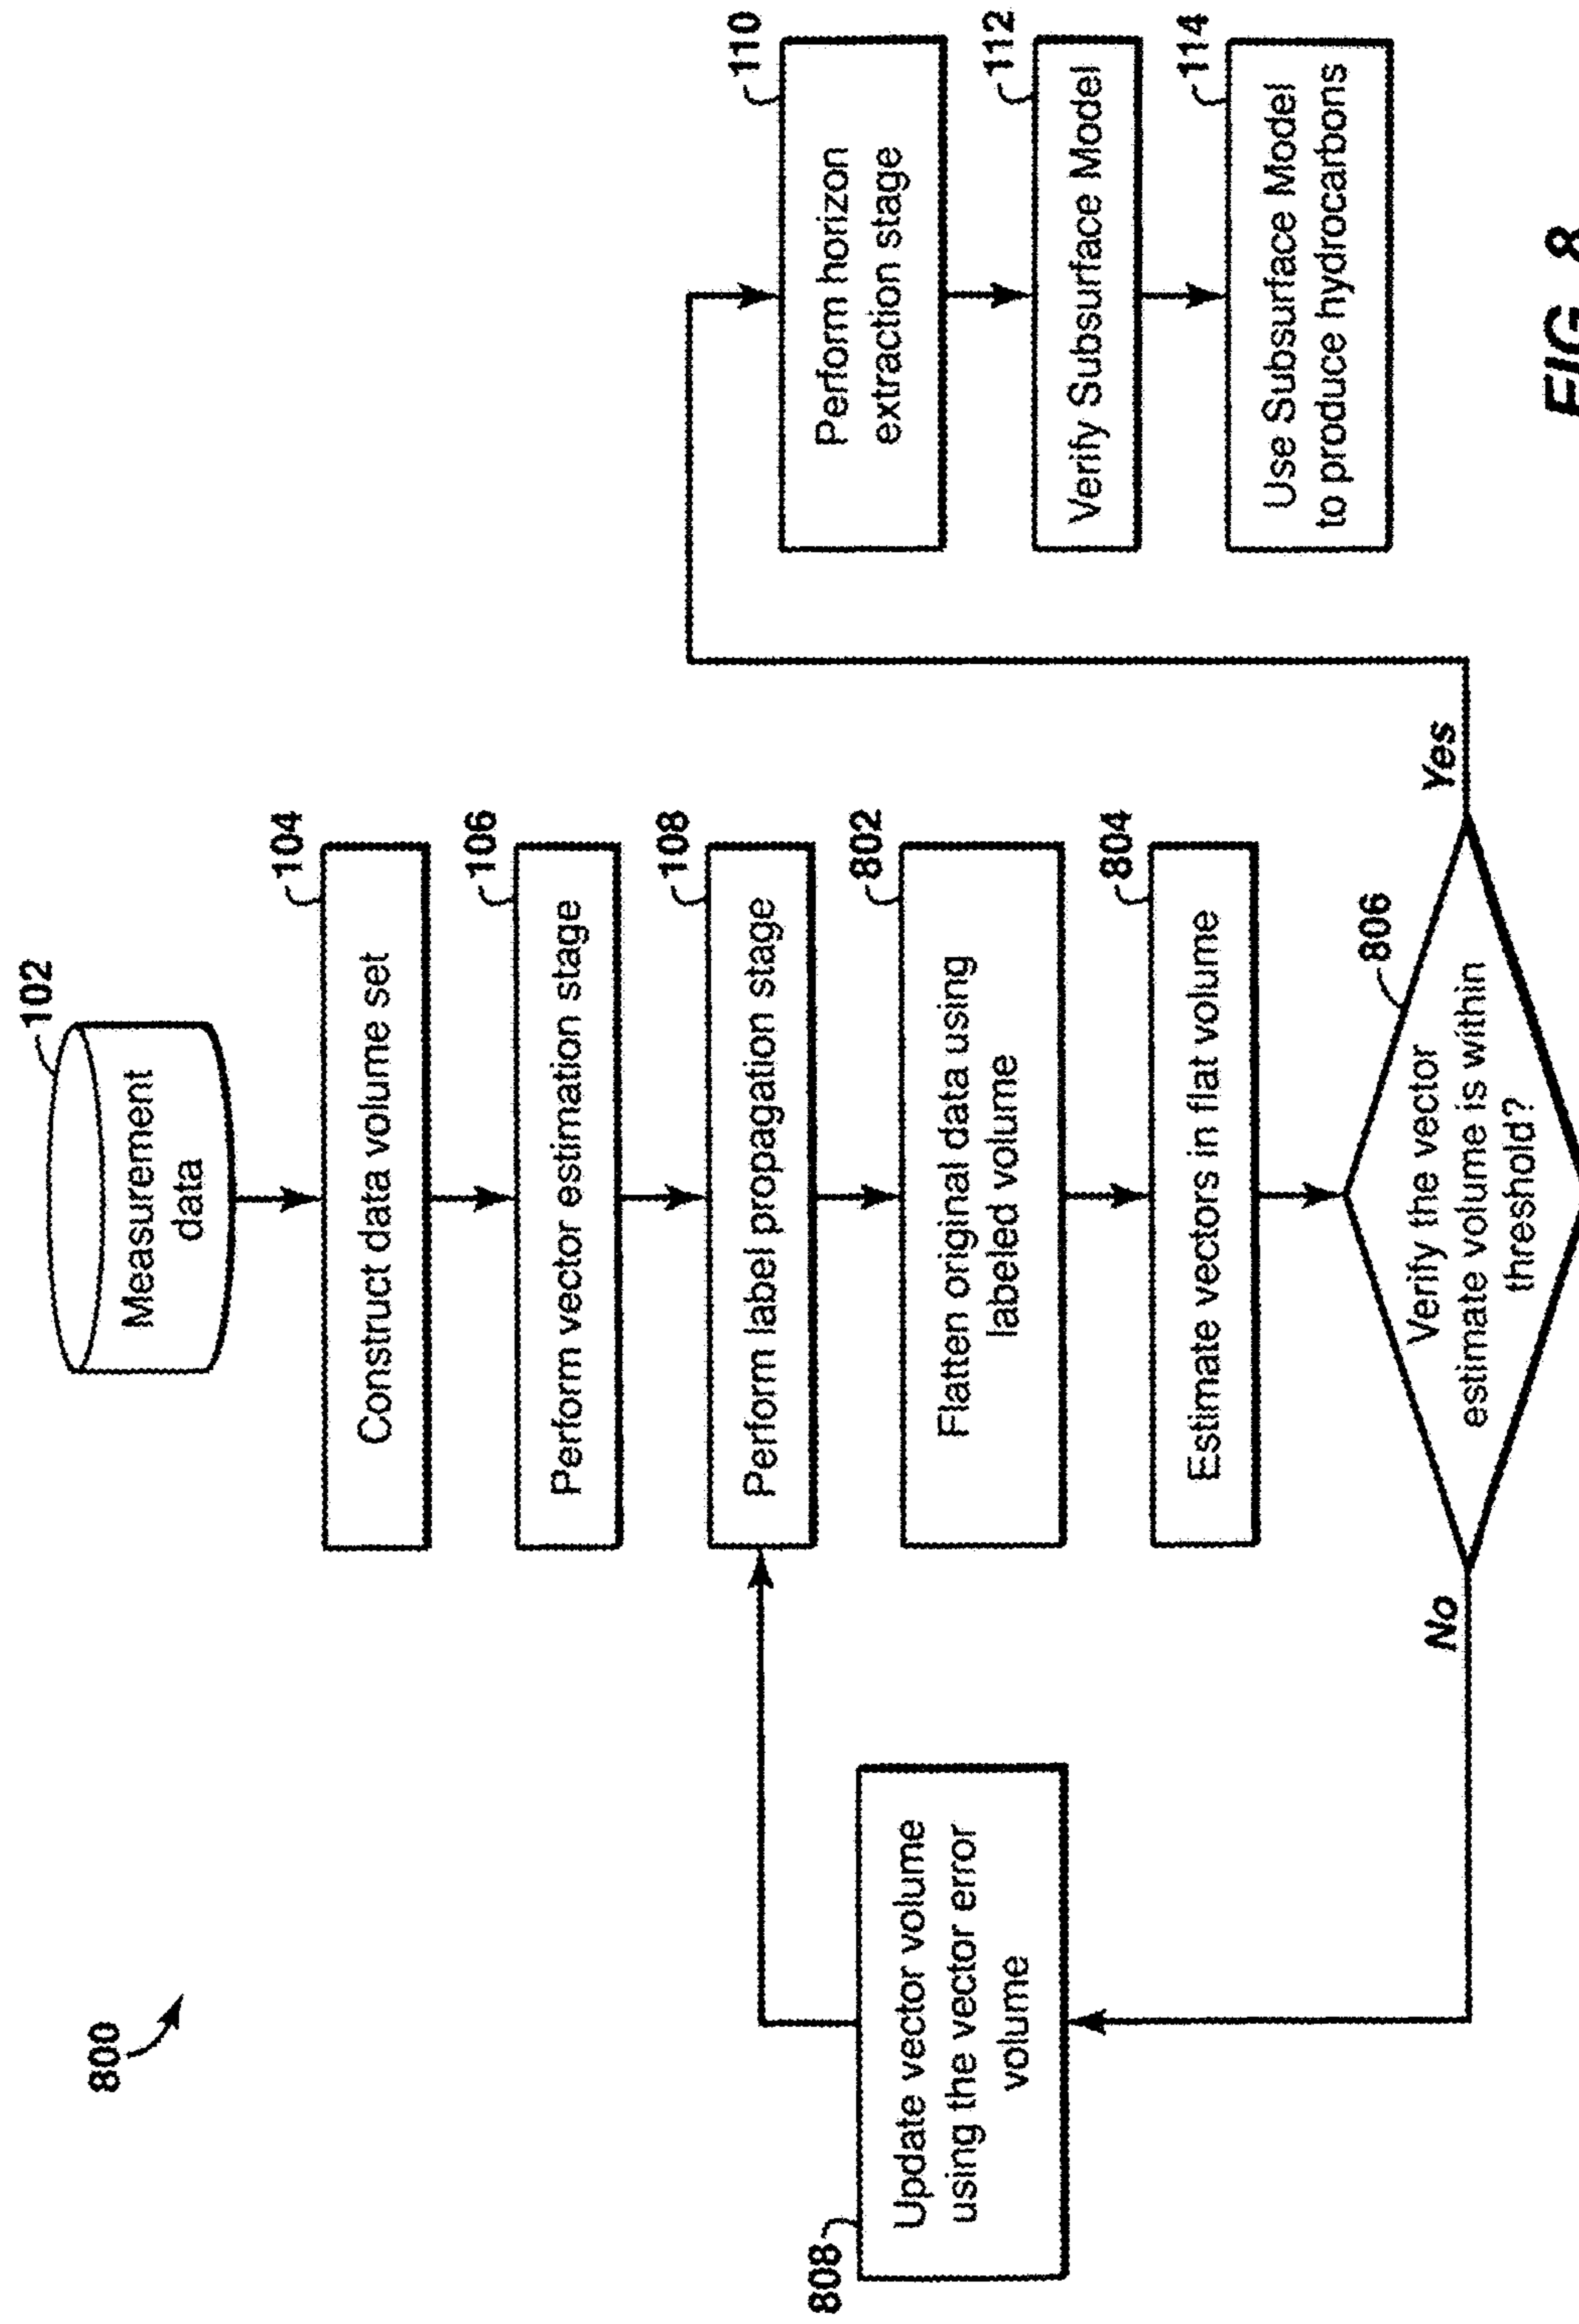 800
102
Measurement
data
104
Construct data volume set
106
Perform vector estimation stage
108
Perform label propagation stage
802
Flatten original data using
labeled volume
804
Estimate vectors in flat volume
806
Verify the vector
estimate volume is within
threshold?
No
Yes
808
Update vector volume
using the vector error
volume
110
Perform horizon
extraction stage
112
Verify Subsurface Model
114
Use Subsurface Model
to produce hydrocarbons
FIG. 8